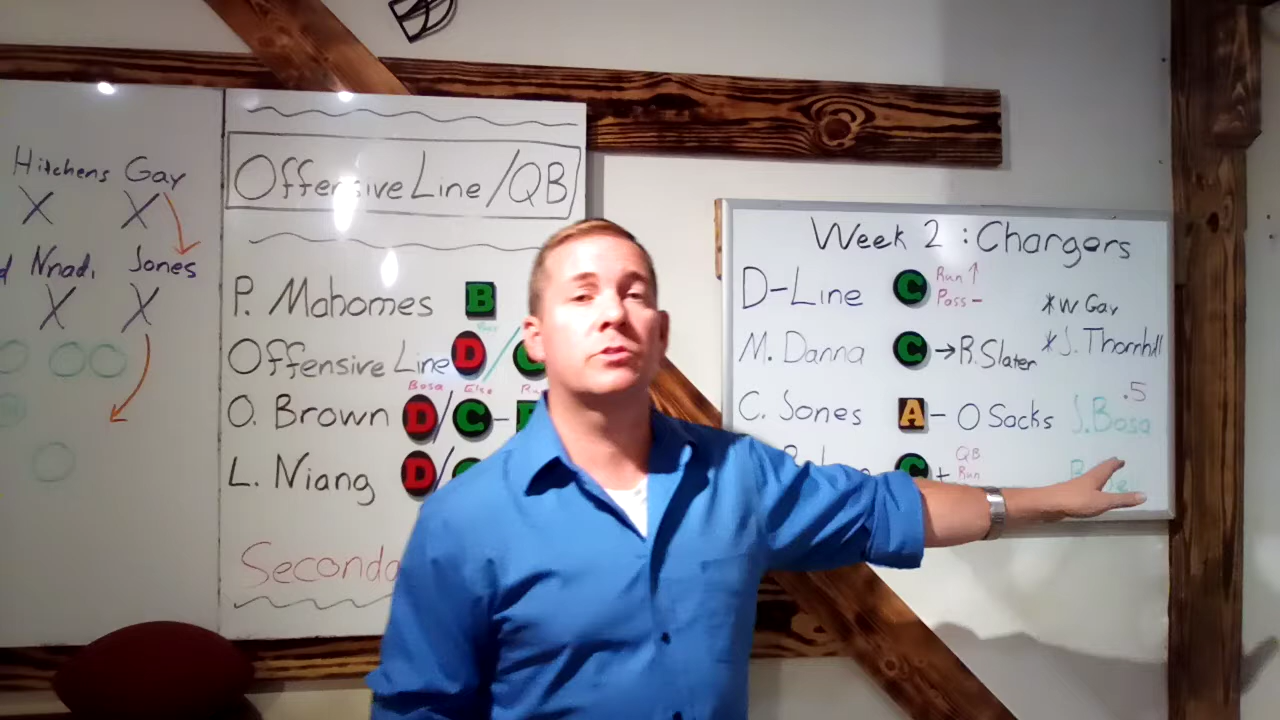 Hitchens Gay
X X
Nnadi Jones
X X
Offensive Line/QB
P. Mahomes B
Offensive Line D/C
Bosa Else
O. Brown D/C-
L. Niang D/
Week 2 : Chargers
D-Line C Run ↑
Pass -
*W Gay
M. Danna C →R. Slater
*J. Thornhill
C. Jones A - 0 Sacks
.5
J. Bosa
C + QB
Run